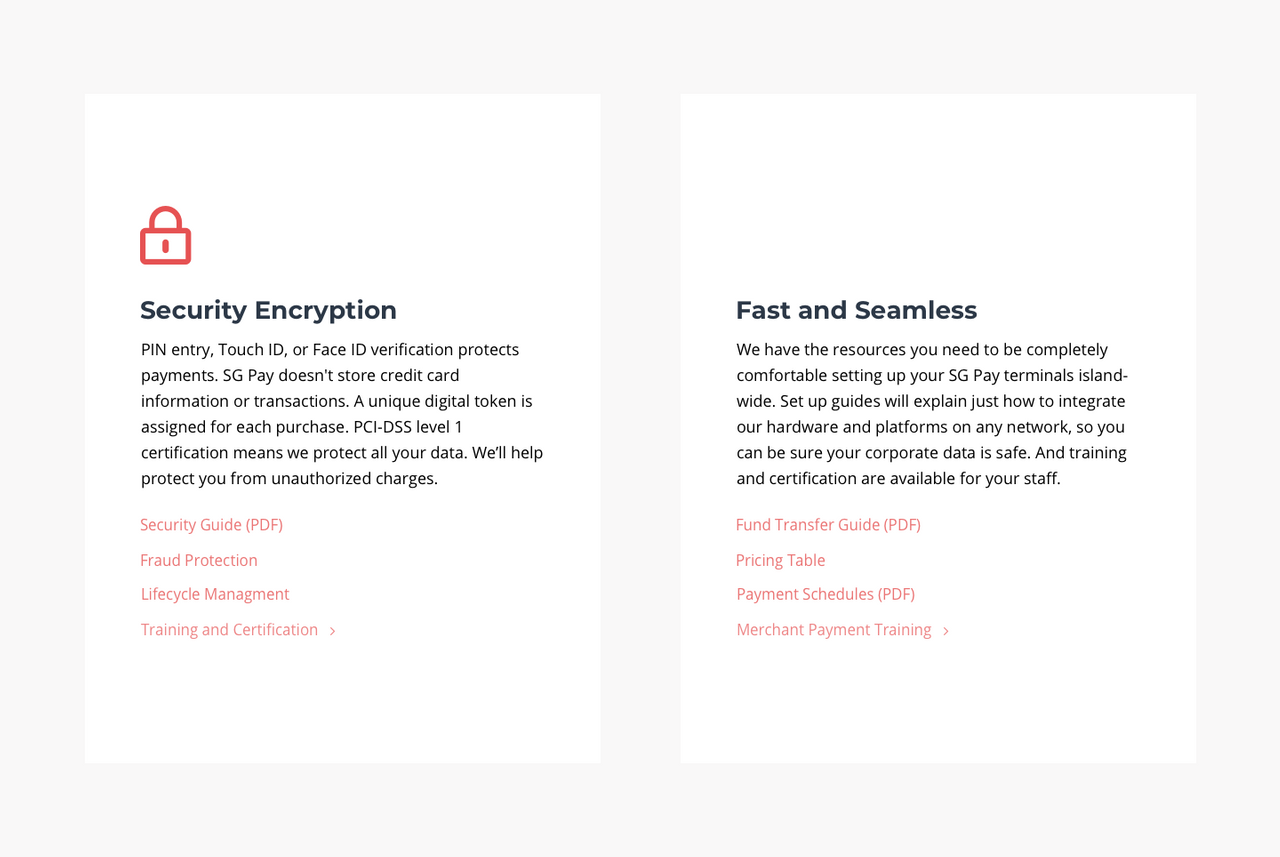 Security Encryption
PIN entry, Touch ID, or Face ID verification protects
payments. SG Pay doesn't store credit card
information or transactions. A unique digital token is
assigned for each purchase. PCI-DSS level 1
certification means we protect all your data. We’ll help
protect you from unauthorized charges.
Security Guide (PDF)
Fraud Protection
Lifecycle Managment
Training and Certification
Fast and Seamless
We have the resources you need to be completely
comfortable setting up your SG Pay terminals island-
wide. Set up guides will explain just how to integrate
our hardware and platforms on any network, so you
can be sure your corporate data is safe. And training
and certification are available for your staff.
Fund Transfer Guide (PDF)
Pricing Table
Payment Schedules (PDF)
Merchant Payment Training